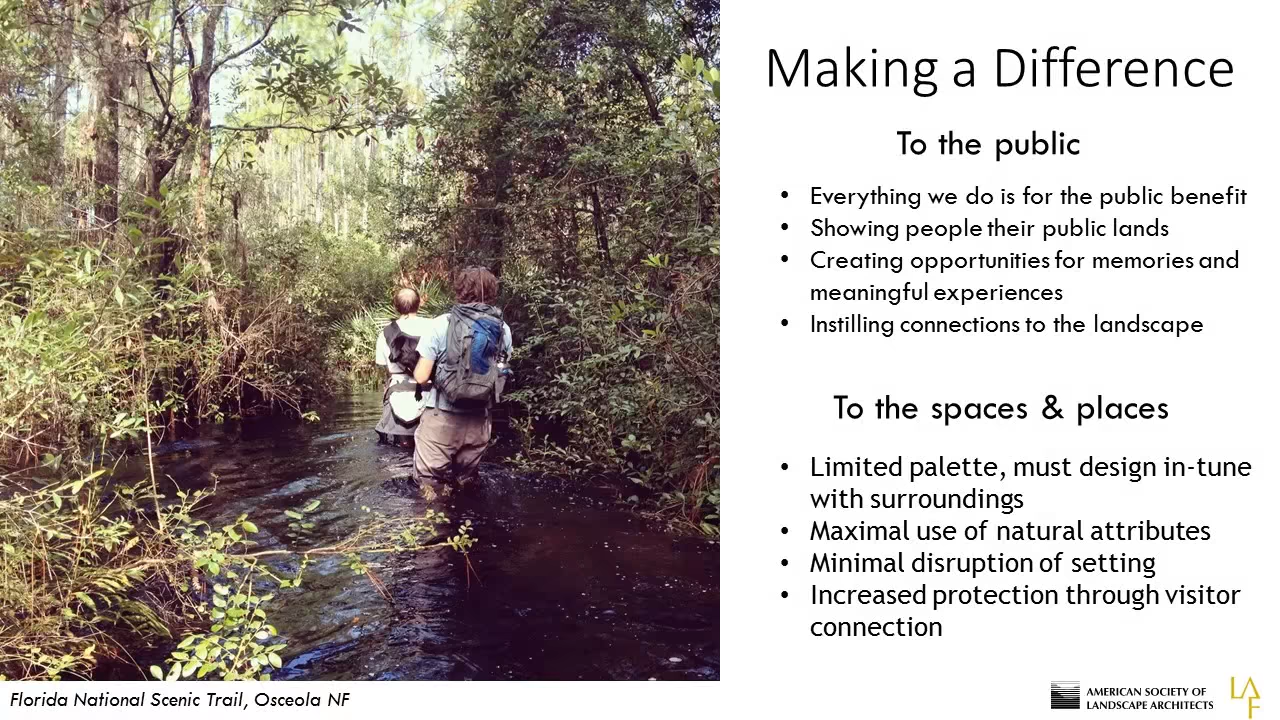 Making a Difference
To the public
• Everything we do is for the public benefit
• Showing people their public lands
• Creating opportunities for memories and
meaningful experiences
• Instilling connections to the landscape
To the spaces & places
• Limited palette, must design in-tune
with surroundings
• Maximal use of natural attributes
• Minimal disruption of setting
• Increased protection through visitor
connection
Florida National Scenic Trail, Osceola NF
AMERICAN SOCIETY OF
LANDSCAPE ARCHITECTS
LAF